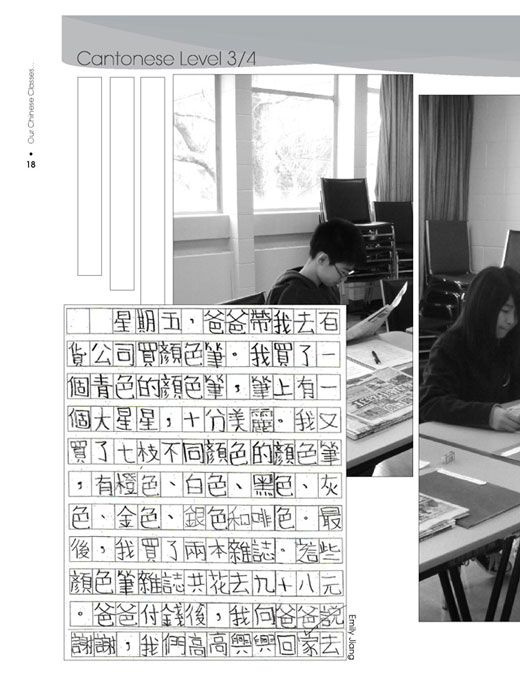 Cantonese Level 3/4
Our Chinese Classes...
• 18
星期五，爸爸帶我去百
貨公司買顏色筆。我買了一
個青色的顏色筆，筆上有一
個大星星，十分美麗。我又
買了七枝不同顏色的顏色筆
，有橙色、白色、黑色、灰
色、金色、銀色和啡色。最
後，我買了兩本雜誌。這些
顏色筆雜誌共花去九十八元
。爸爸付錢後，我向爸爸說
謝謝，我們高高興興回家去
Emily Jiang